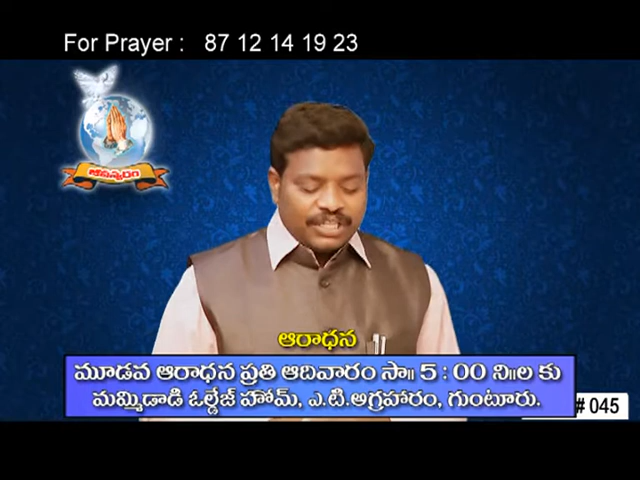 For Prayer : 87 12 14 19 23
ఆరాధన
మూడవ ఆరాధన ప్రతి ఆదివారం సా॥ 5 : 00 ని॥ల కు
మమ్మిడాడి ఓల్డేజ్ హోమ్, ఎ.టి.అగ్రహారం, గుంటూరు.
# 045